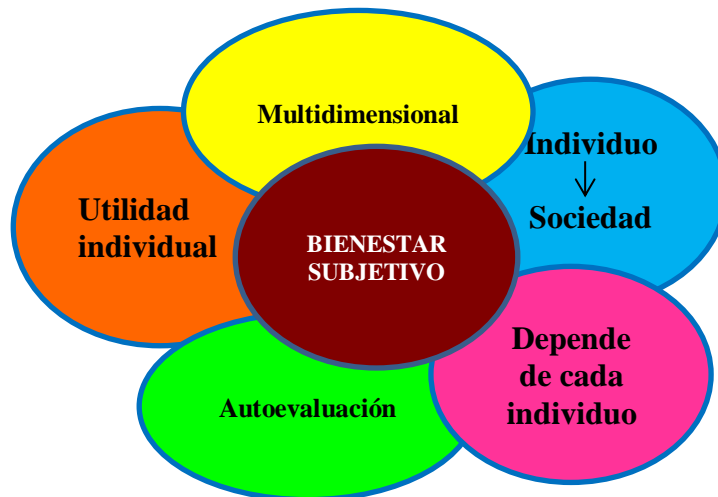 Multidimensional
Individuo
↓
Sociedad
Utilidad
individual
BIENESTAR
SUBJETIVO
Depende
de cada
individuo
Autoevaluación